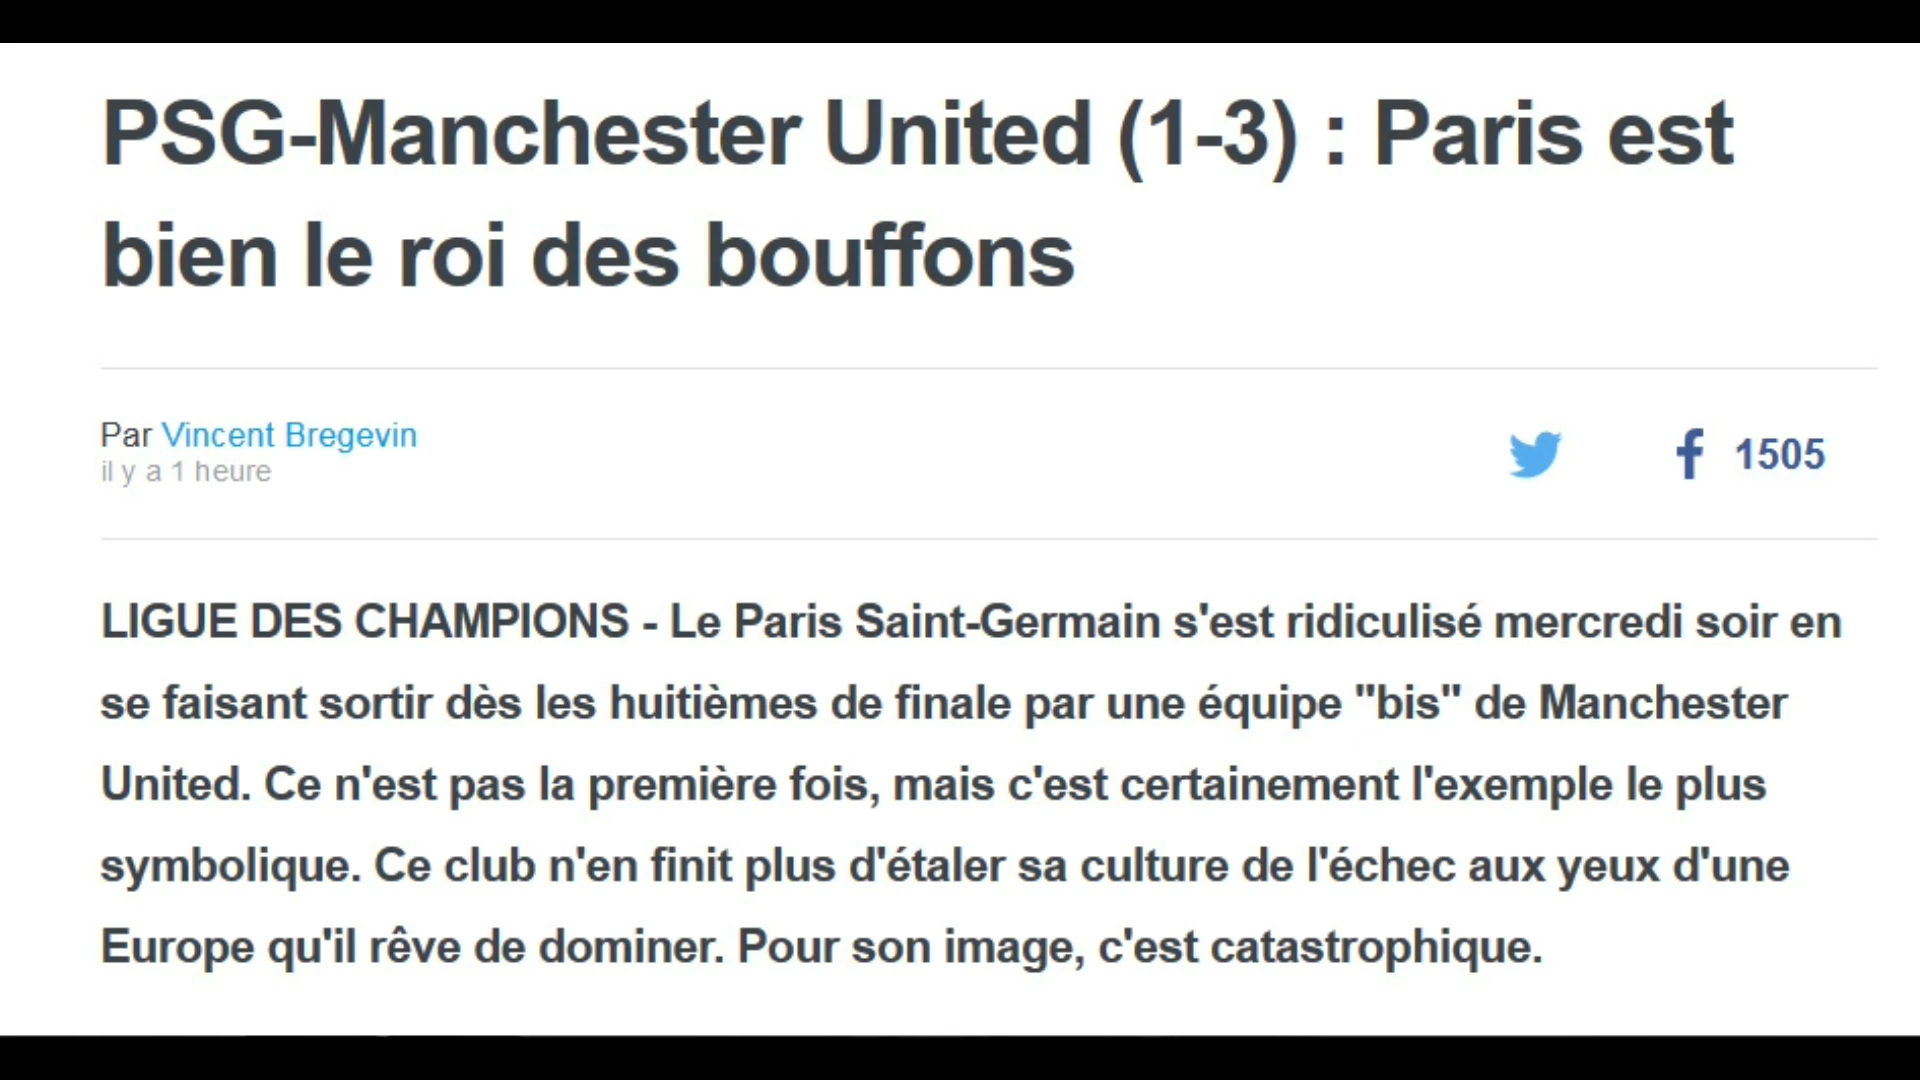 PSG-Manchester United (1-3) : Paris est
bien le roi des bouffons
Par Vincent Bregevin
il y a 1 heure
1505
LIGUE DES CHAMPIONS - Le Paris Saint-Germain s'est ridiculisé mercredi soir en
se faisant sortir dès les huitièmes de finale par une équipe "bis" de Manchester
United. Ce n'est pas la première fois, mais c'est certainement l'exemple le plus
symbolique. Ce club n'en finit plus d'étaler sa culture de l'échec aux yeux d'une
Europe qu'il rêve de dominer. Pour son image, c'est catastrophique.